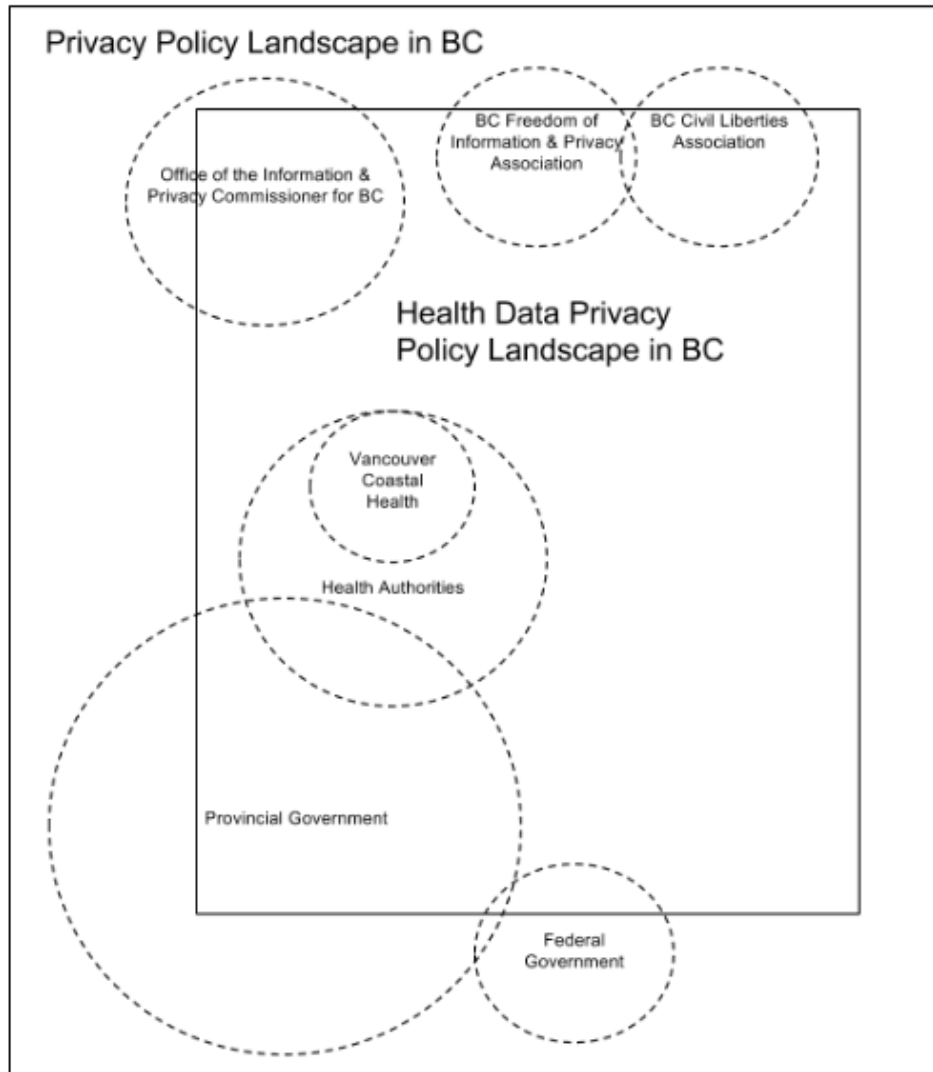 Privacy Policy Landscape in BC
BC Freedom of
Information & Privacy
Association
BC Civil Liberties
Association
Office of the Information &
Privacy Commissioner for BC
Health Data Privacy
Policy Landscape in BC
Vancouver
Coastal
Health
Health Authorities
Provincial Government
Federal
Government